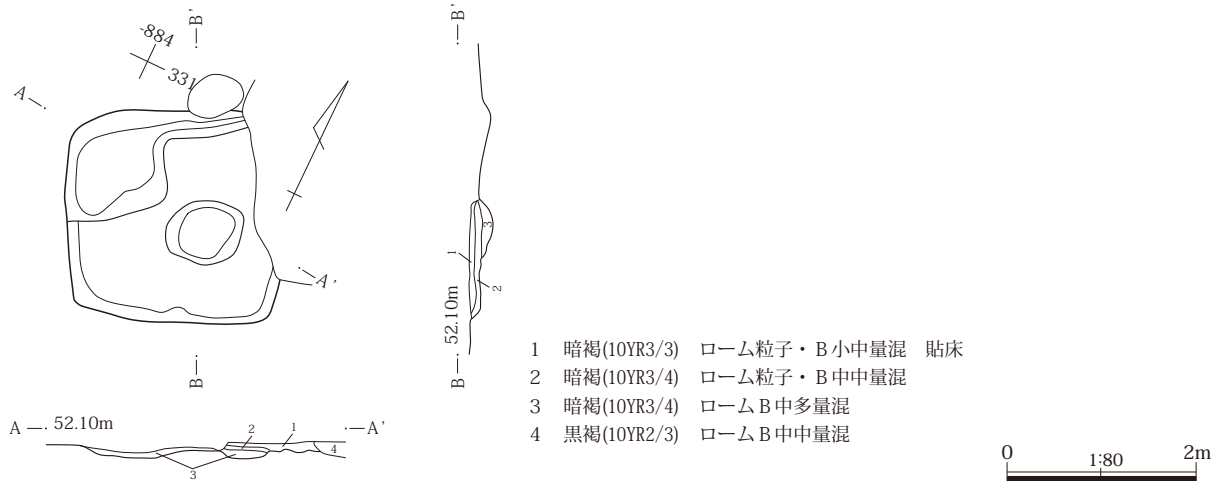 B'
B'
-884
331
A
A'
3
1
2
52.10m
B
B
1 暗褐(10YR3/3) ローム粒子・B小中量混 貼床
2 暗褐(10YR3/4) ローム粒子・B中中量混
3 暗褐(10YR3/4) ロームB中多量混
4 黒褐(10YR2/3) ロームB中中量混
A 52.10m
2
1
A'
4
3
0
1:80
2m